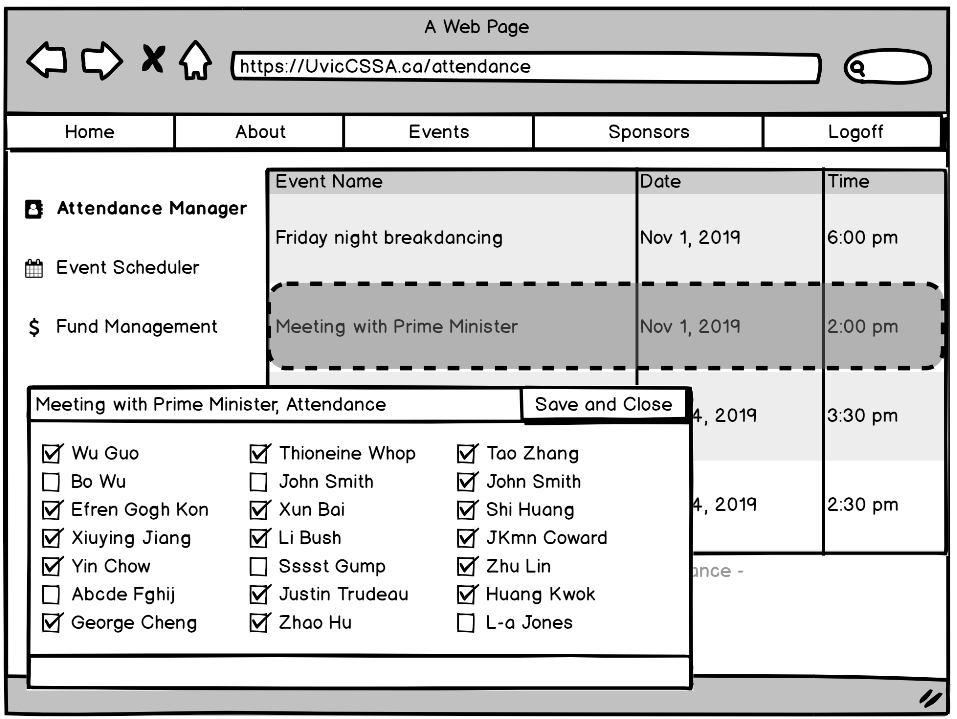 A Web Page
https://UvicCSSA.ca/attendance
Home About Events Sponsors Logoff
Attendance Manager
Event Scheduler
$ Fund Management
Event Name Date Time
Friday night breakdancing Nov 1, 2019 6:00 pm
Meeting with Prime Minister Nov 1, 2019 2:00 pm
4, 2019 3:30 pm
4, 2019 2:30 pm
ance -
Meeting with Prime Minister, Attendance Save and Close
Wu Guo Thioneine Whop Tao Zhang
Bo Wu John Smith John Smith
Efren Gogh Kon Xun Bai Shi Huang
Xiuying Jiang Li Bush JKmn Coward
Yin Chow Sssst Gump Zhu Lin
Abcde Fghij Justin Trudeau Huang Kwok
George Cheng Zhao Hu L-a Jones